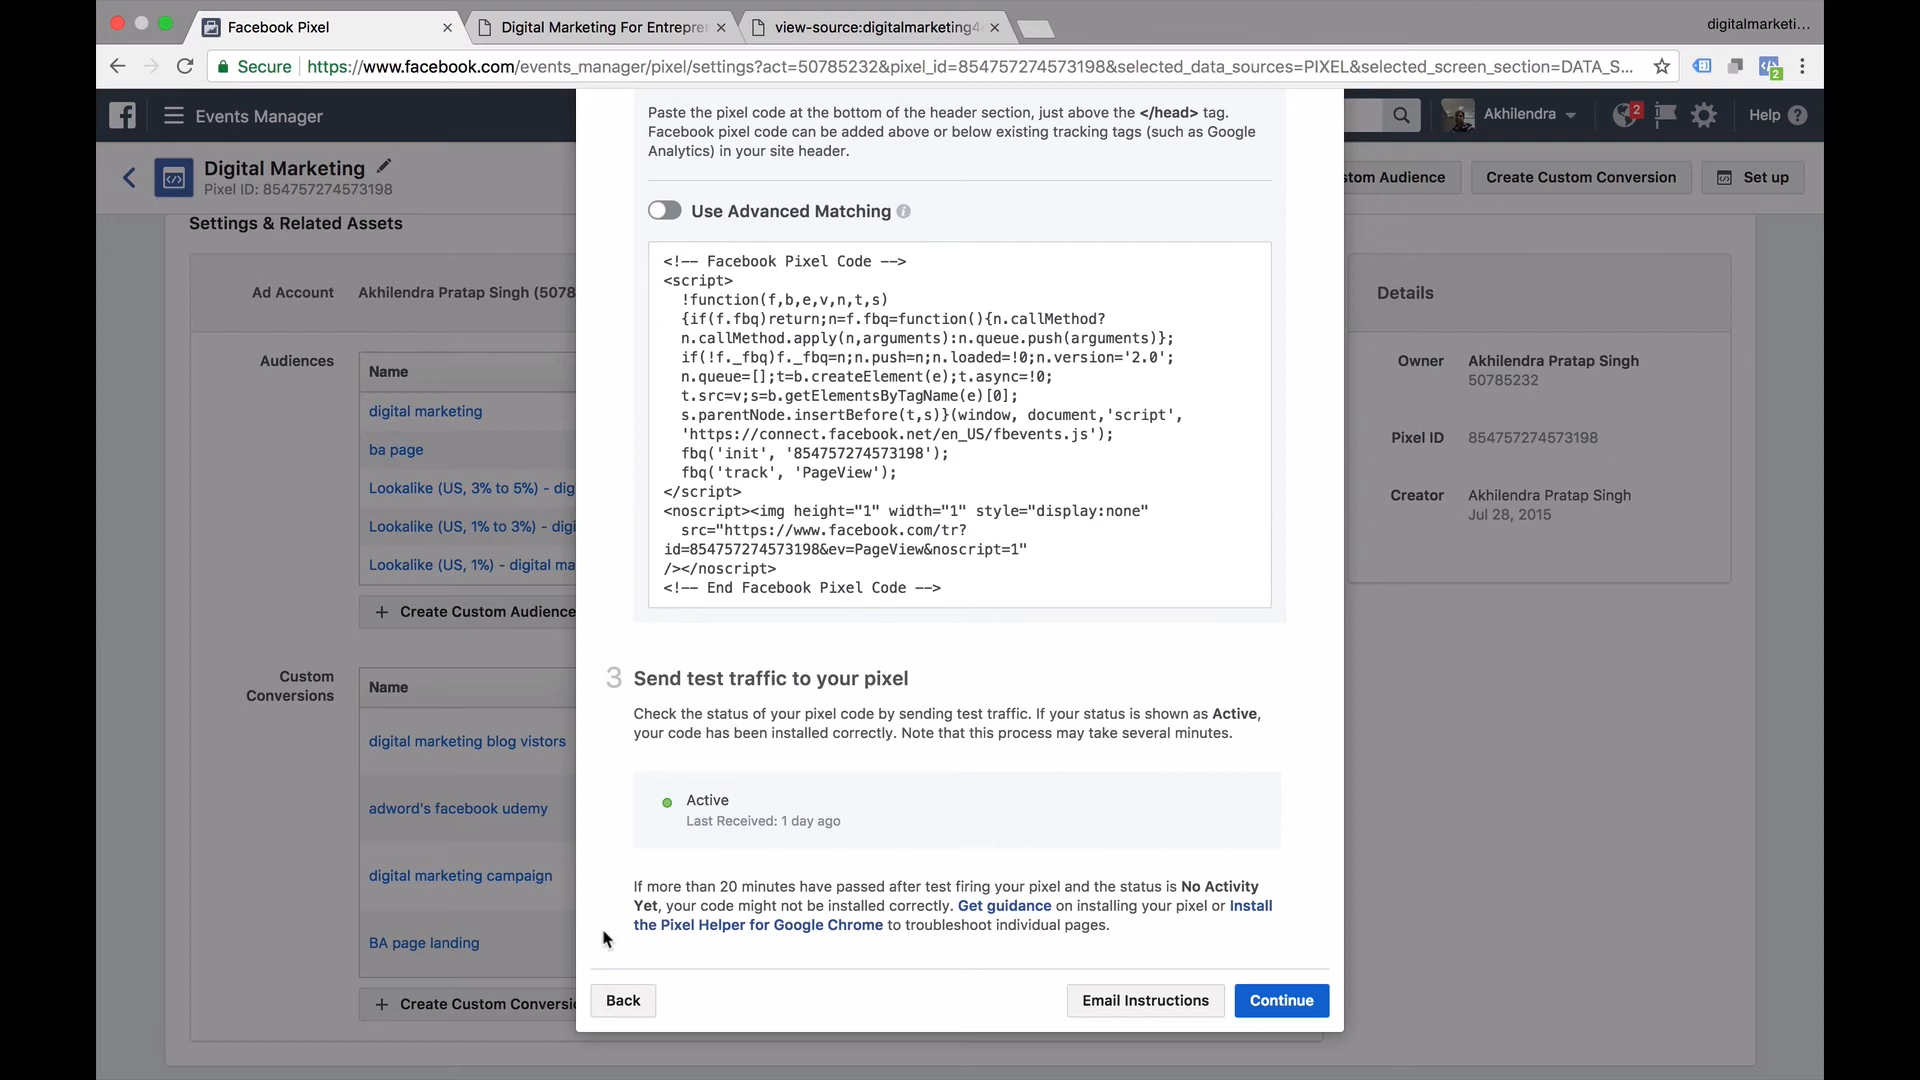 Facebook Pixel
Digital Marketing For Entrepre
view-source:digitalmarketing4
digitalmarketi...
Secure https://www.facebook.com/events_manager/pixel/settings?act=50785232&pixel_id=854757274573198&selected_data_sources=PIXEL&selected_screen_section=DATA_S...
2
Events Manager
Akhilendra
2
Help
Digital Marketing
Pixel ID: 854757274573198
stom Audience
Create Custom Conversion
Set up
Paste the pixel code at the bottom of the header section, just above the </head> tag.
Facebook pixel code can be added above or below existing tracking tags (such as Google
Analytics) in your site header.
Use Advanced Matching
<!-- Facebook Pixel Code -->
<script>
!function(f,b,e,v,n,t,s)
{if(f.fbq)return;n=f.fbq=function(){n.callMethod?
n.callMethod.apply(n,arguments):n.queue.push(arguments)};
if(!f._fbq)f._fbq=n;n.push=n;n.loaded=!0;n.version='2.0';
n.queue=[];t=b.createElement(e);t.async=!0;
t.src=v;s=b.getElementsByTagName(e)[0];
s.parentNode.insertBefore(t,s)}(window, document,'script',
'https://connect.facebook.net/en_US/fbevents.js');
fbq('init', '854757274573198');
fbq('track', 'PageView');
</script>
<noscript><img height="1" width="1" style="display:none"
src="https://www.facebook.com/tr?
id=854757274573198&ev=PageView&noscript=1"
/></noscript>
<!-- End Facebook Pixel Code -->
3 Send test traffic to your pixel
Check the status of your pixel code by sending test traffic. If your status is shown as Active,
your code has been installed correctly. Note that this process may take several minutes.
Active
Last Received: 1 day ago
If more than 20 minutes have passed after test firing your pixel and the status is No Activity
Yet, your code might not be installed correctly. Get guidance on installing your pixel or Install
the Pixel Helper for Google Chrome to troubleshoot individual pages.
Back
Email Instructions
Continue
Settings & Related Assets
Ad Account Akhilendra Pratap Singh (5078
Audiences
Name
digital marketing
ba page
Lookalike (US, 3% to 5%) - dig
Lookalike (US, 1% to 3%) - digi
Lookalike (US, 1%) - digital ma
+ Create Custom Audience
Custom
Conversions
Name
digital marketing blog vistors
adword's facebook udemy
digital marketing campaign
BA page landing
+ Create Custom Conversi
Details
Owner Akhilendra Pratap Singh
50785232
Pixel ID 854757274573198
Creator Akhilendra Pratap Singh
Jul 28, 2015